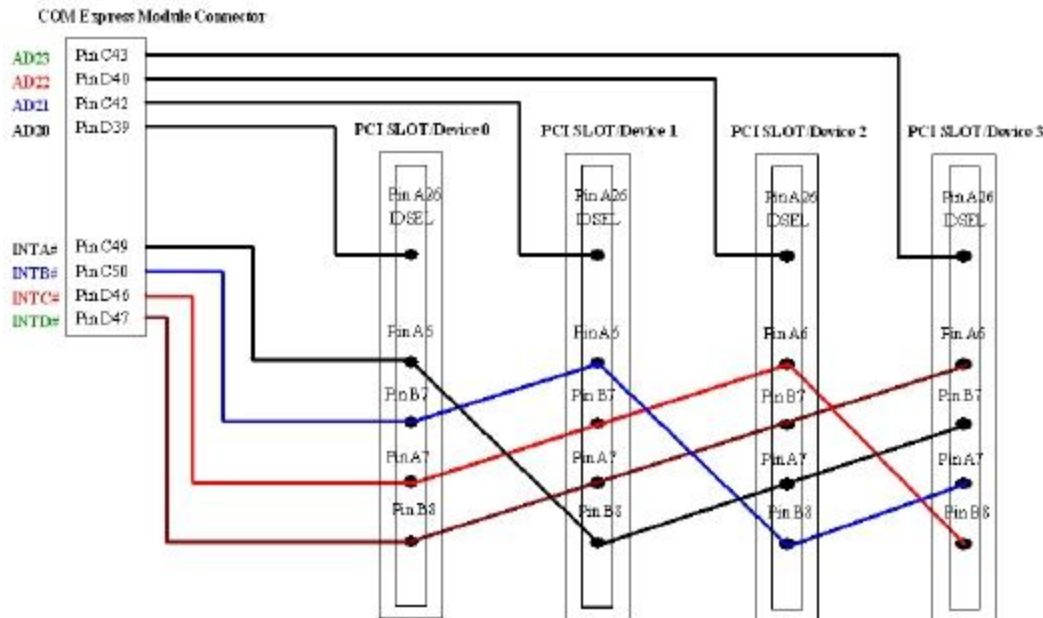 COM Express Module Connector
AD23 Pin C43
AD22 Pin D40
AD21 Pin C42
AD20 Pin D39
PCI SLOT/Device 0 PCI SLOT/Device 1 PCI SLOT/Device 2 PCI SLOT/Device 3
Pin A26 Pin A26 Pin A26 Pin A26
IDSEL IDSEL IDSEL IDSEL
INTA# Pin C49
INTB# Pin C50
INTC# Pin D46
INTD# Pin D47
Pin A6 Pin A6 Pin A6 Pin A6
Pin B7 Pin B7 Pin B7 Pin B7
Pin A7 Pin A7 Pin A7 Pin A7
Pin B8 Pin B8 Pin B8 Pin B8